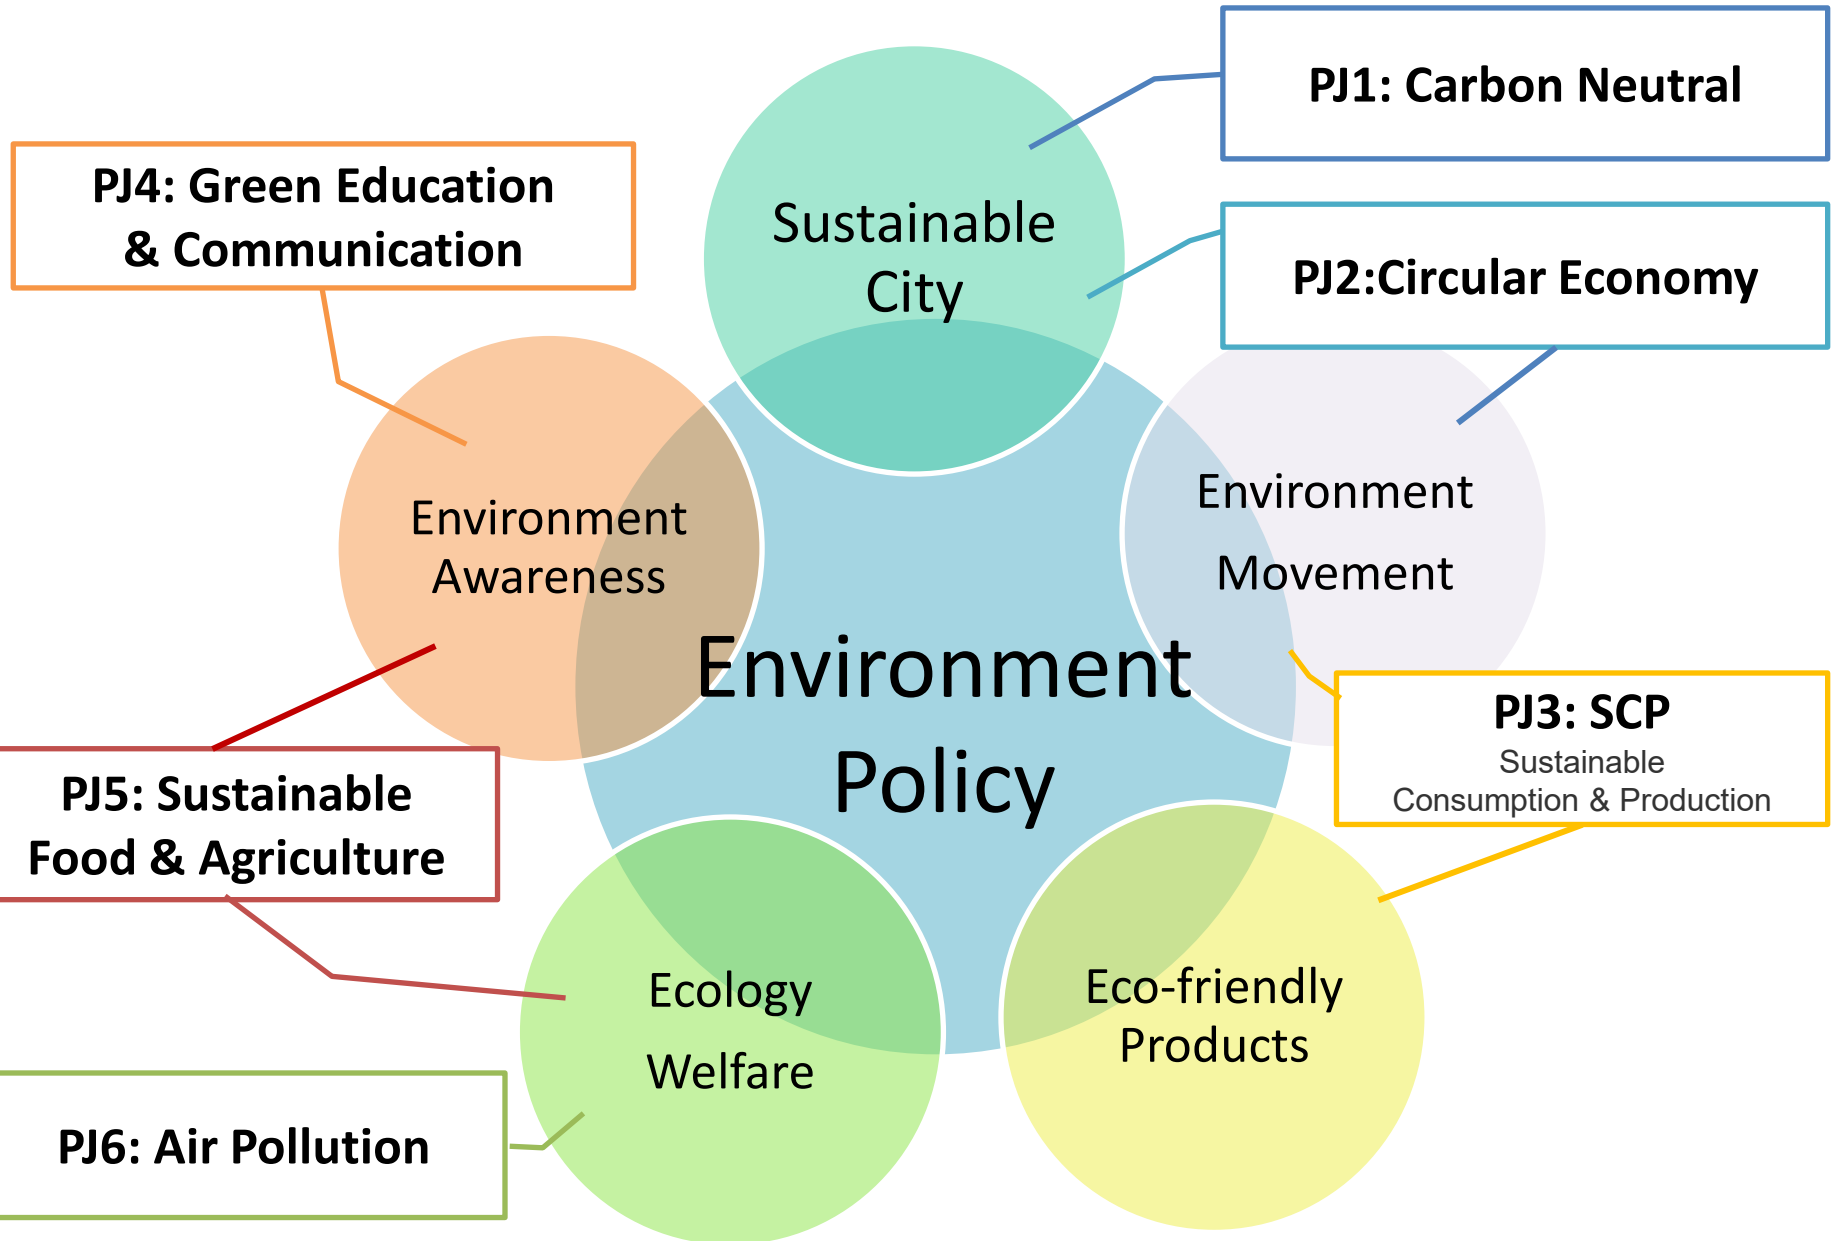 PJ1: Carbon Neutral
PJ4: Green Education
& Communication
Sustainable
City
PJ2:Circular Economy
Environment
Movement
Environment
Awareness
Environment
Policy
PJ3: SCP
Sustainable
Consumption & Production
PJ5: Sustainable
Food & Agriculture
Ecology
Welfare
Eco-friendly
Products
PJ6: Air Pollution